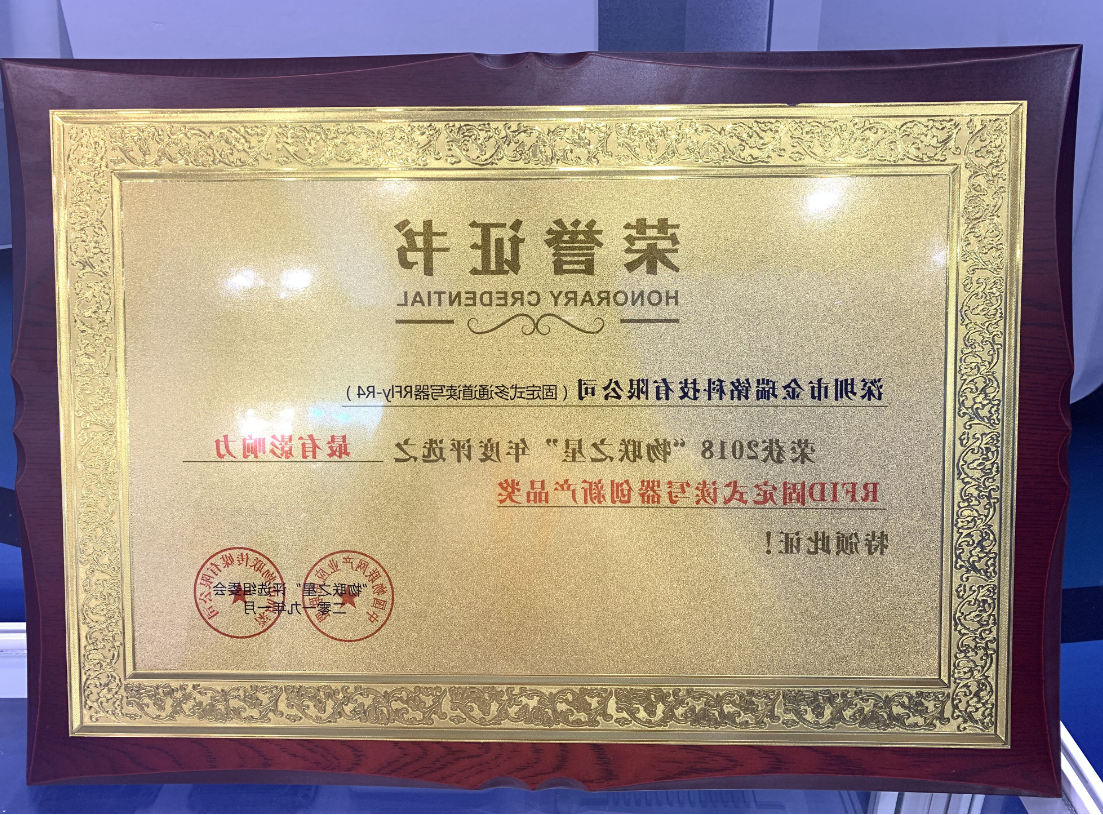 荣誉证书
HONORARY CREDENTIAL
深圳市金瑞铭科技有限公司（固定式多通道读写器RFly-R4）
荣获2018“物联之星”年度评选之 最有影响力
RFID固定式读写器创新产品奖
特颁此证！
“物联之星”评选组委会
二零一九年一月